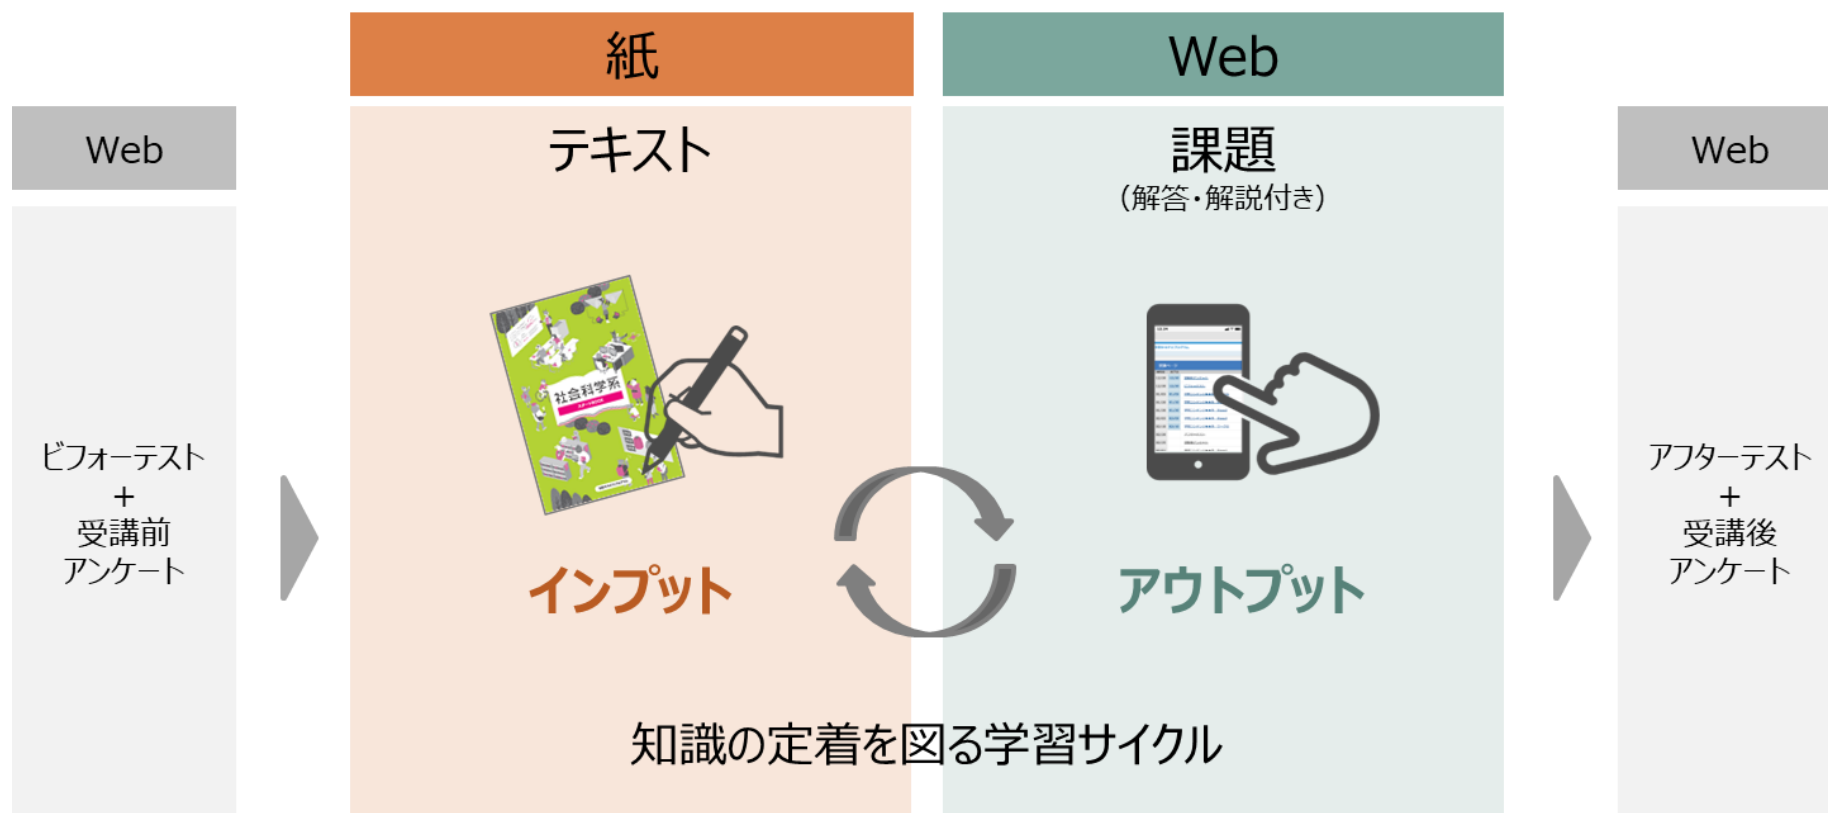 Web
ビフォーテスト
+
受講前
アンケート
紙
テキスト
社会科学系
インプット
Web
課題
（解答・解説付き）
アウトプット
知識の定着を図る学習サイクル
Web
アフターテスト
+
受講後
アンケート